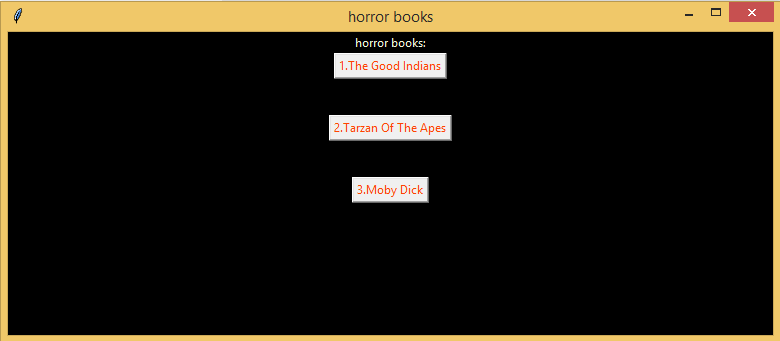 horror books
horror books:
1.The Good Indians
2.Tarzan Of The Apes
3.Moby Dick